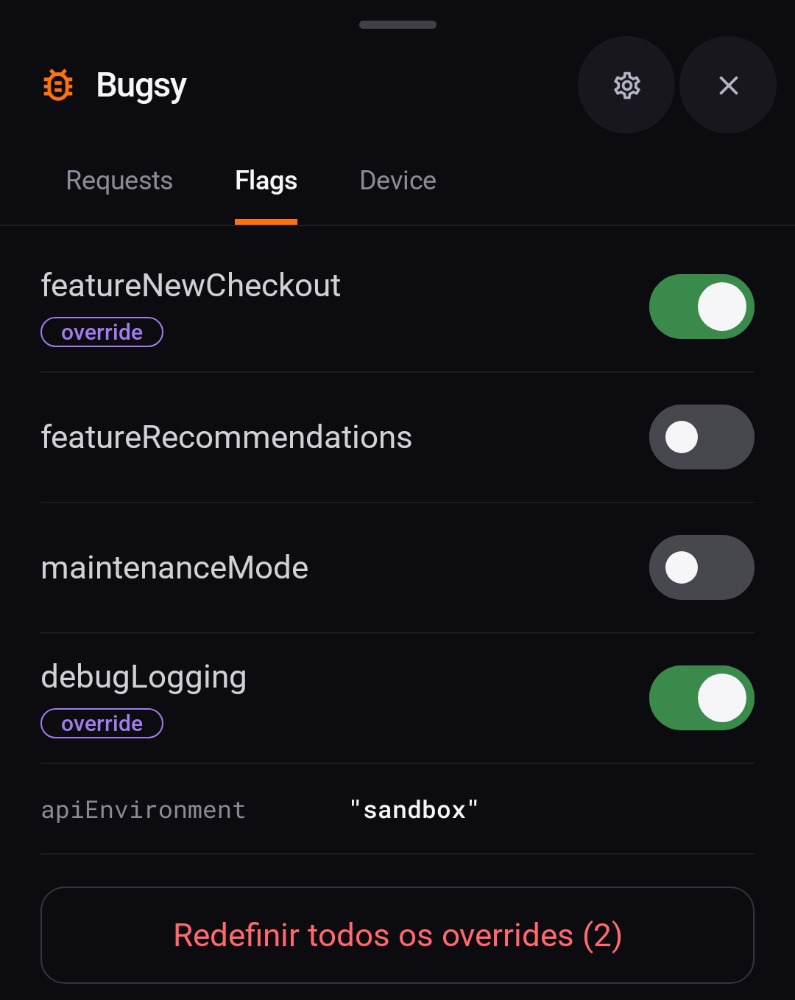 Bugsy
Requests Flags Device
featureNewCheckout
override
featureRecommendations
maintenanceMode
debugLogging
override
apiEnvironment "sandbox"
Redefinir todos os overrides (2)